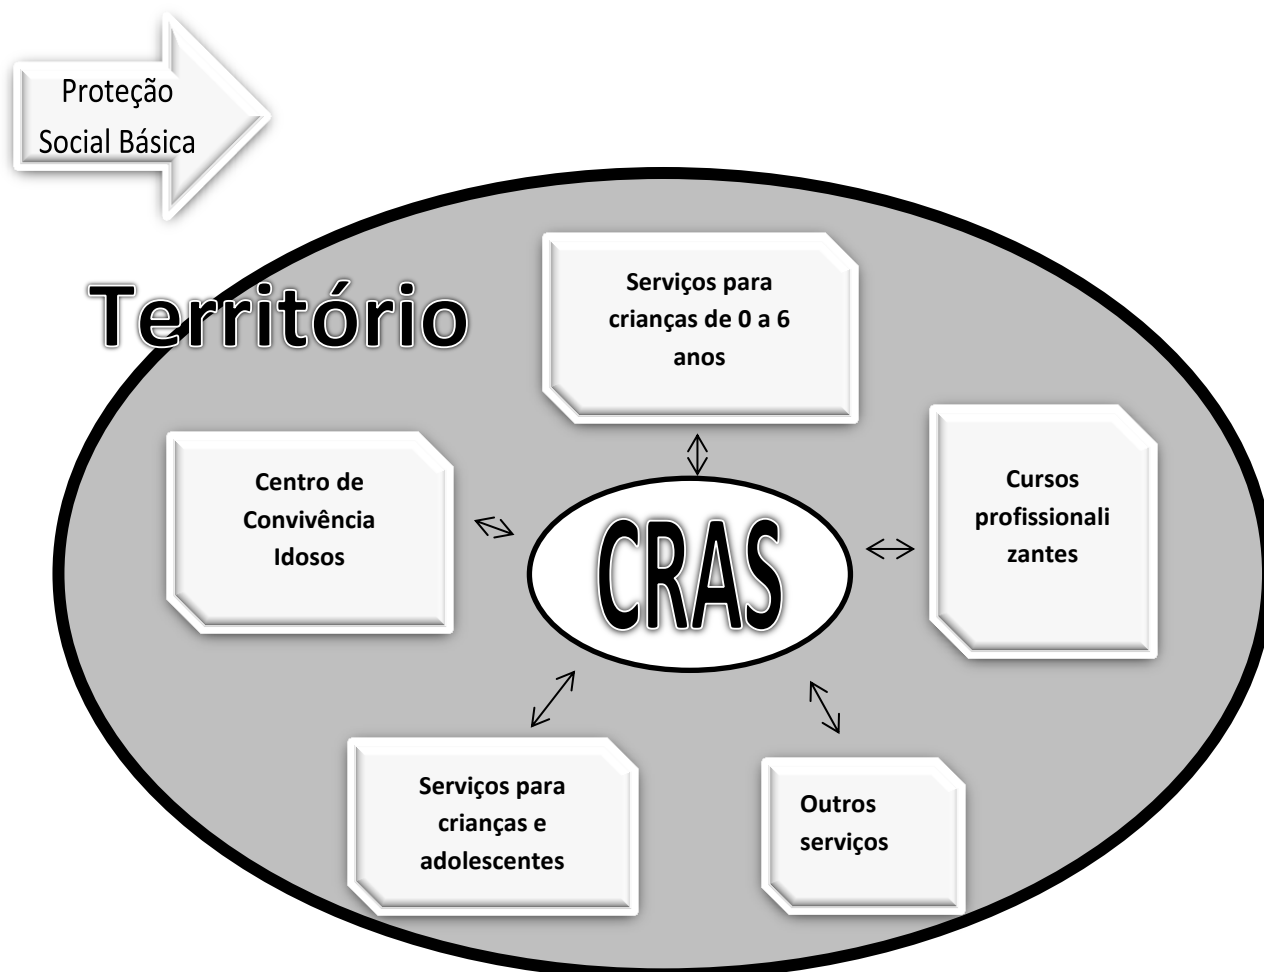 Proteção
Social Básica
Território
Serviços para
crianças de 0 a 6
anos
Centro de
Convivência
Idosos
CRAS
Cursos
profissionali
zantes
Serviços para
crianças e
adolescentes
Outros
serviços